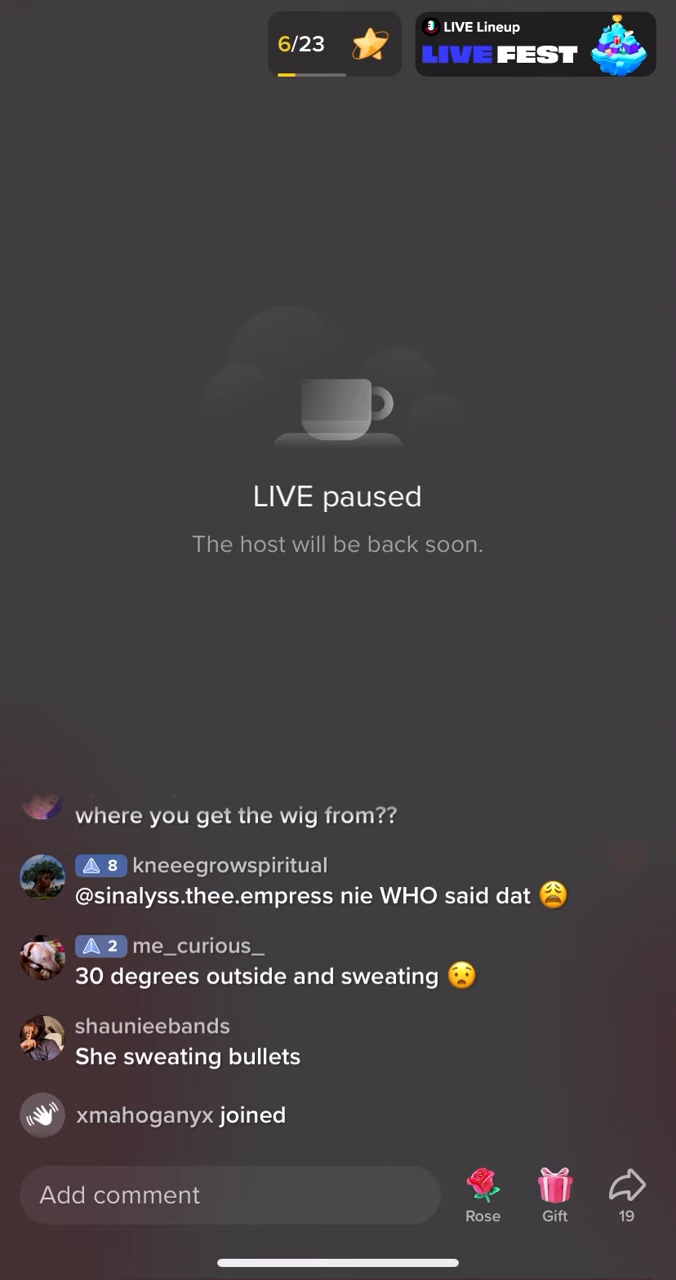 6/23
LIVE Lineup
LIVE FEST
LIVE paused
The host will be back soon.
where you get the wig from??
8 kneeegrowspiritual
@sinalyss.thee.empress nie WHO said dat 😩
2 me_curious_
30 degrees outside and sweating 😧
shaunieebands
She sweating bullets
xmahoganyx joined
Add comment
Rose
Gift
19